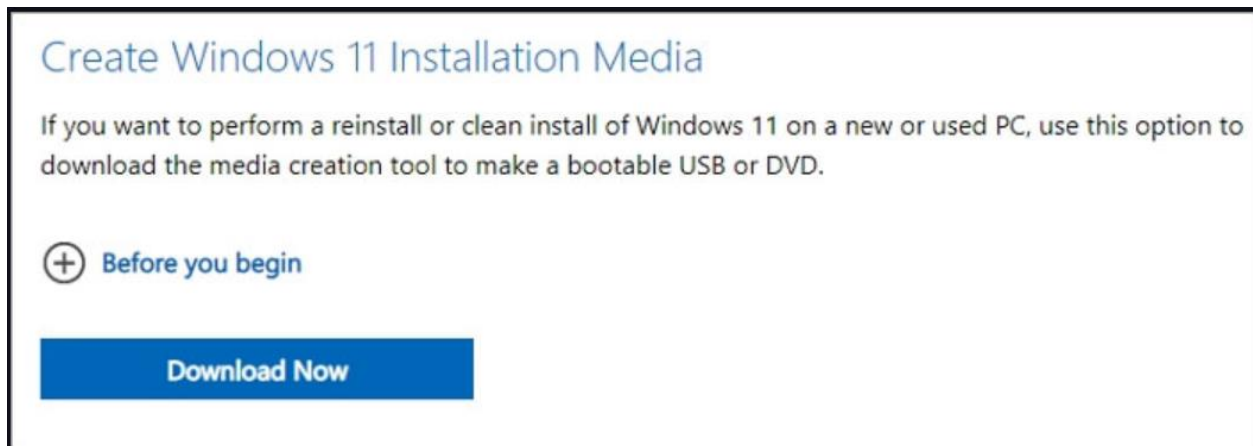 Create Windows 11 Installation Media
If you want to perform a reinstall or clean install of Windows 11 on a new or used PC, use this option to
download the media creation tool to make a bootable USB or DVD.
Before you begin
Download Now